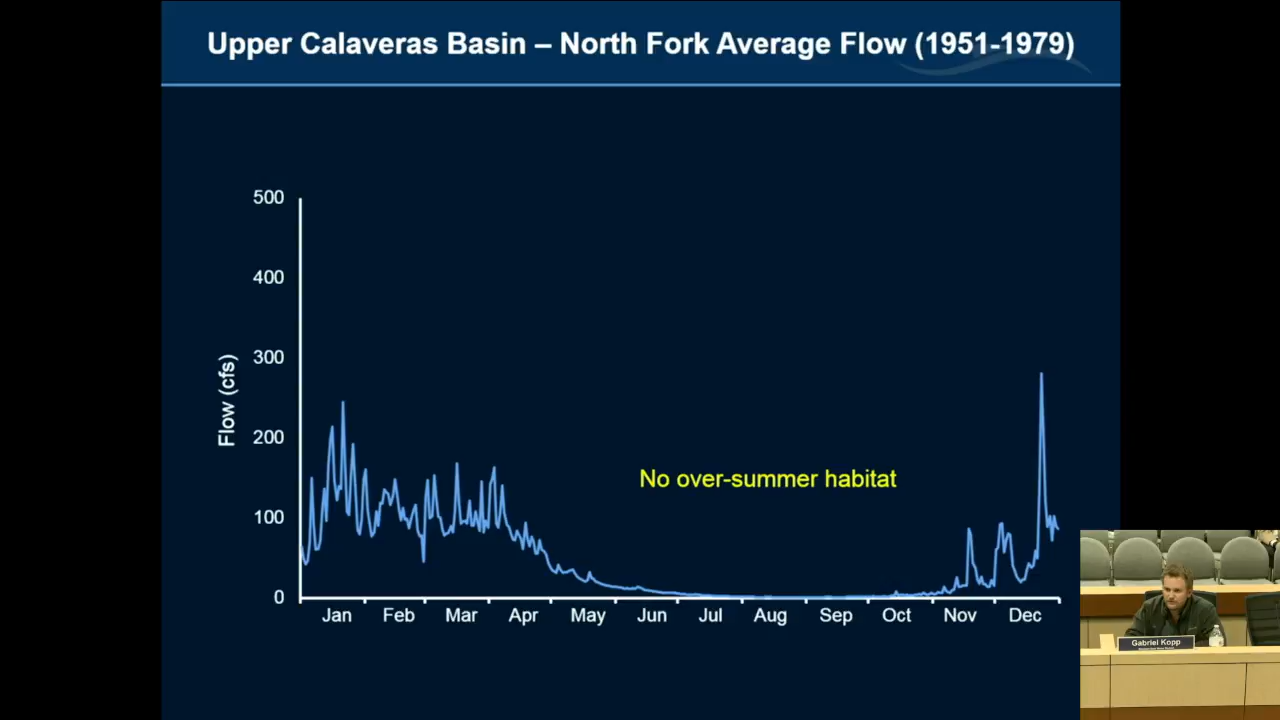 Upper Calaveras Basin – North Fork Average Flow (1951-1979)
500
400
300
200
100
0
Flow (cfs)
No over-summer habitat
Jan Feb Mar Apr May Jun Jul Aug Sep Oct Nov Dec
Gabriel Kopp